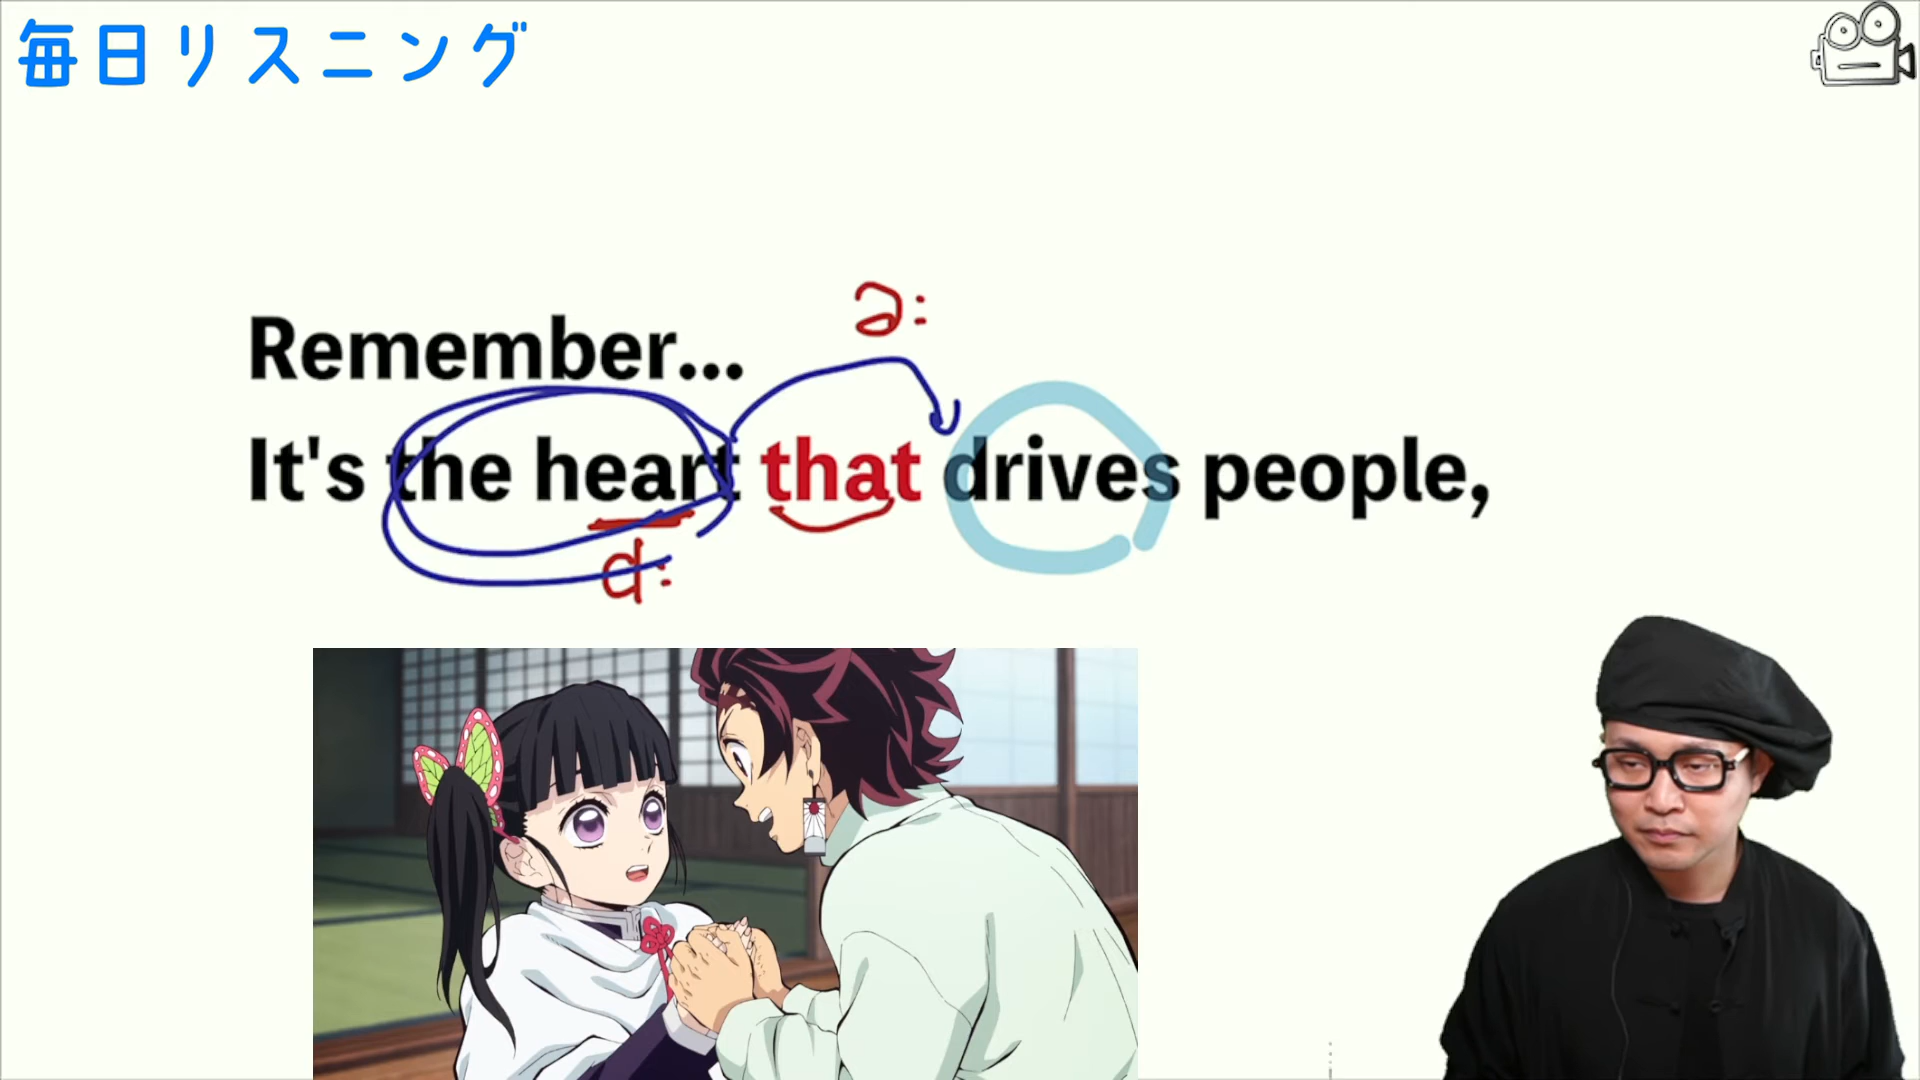 毎日リスニング
ə:
Remember...
It's the heart that drives people,
ɑ: